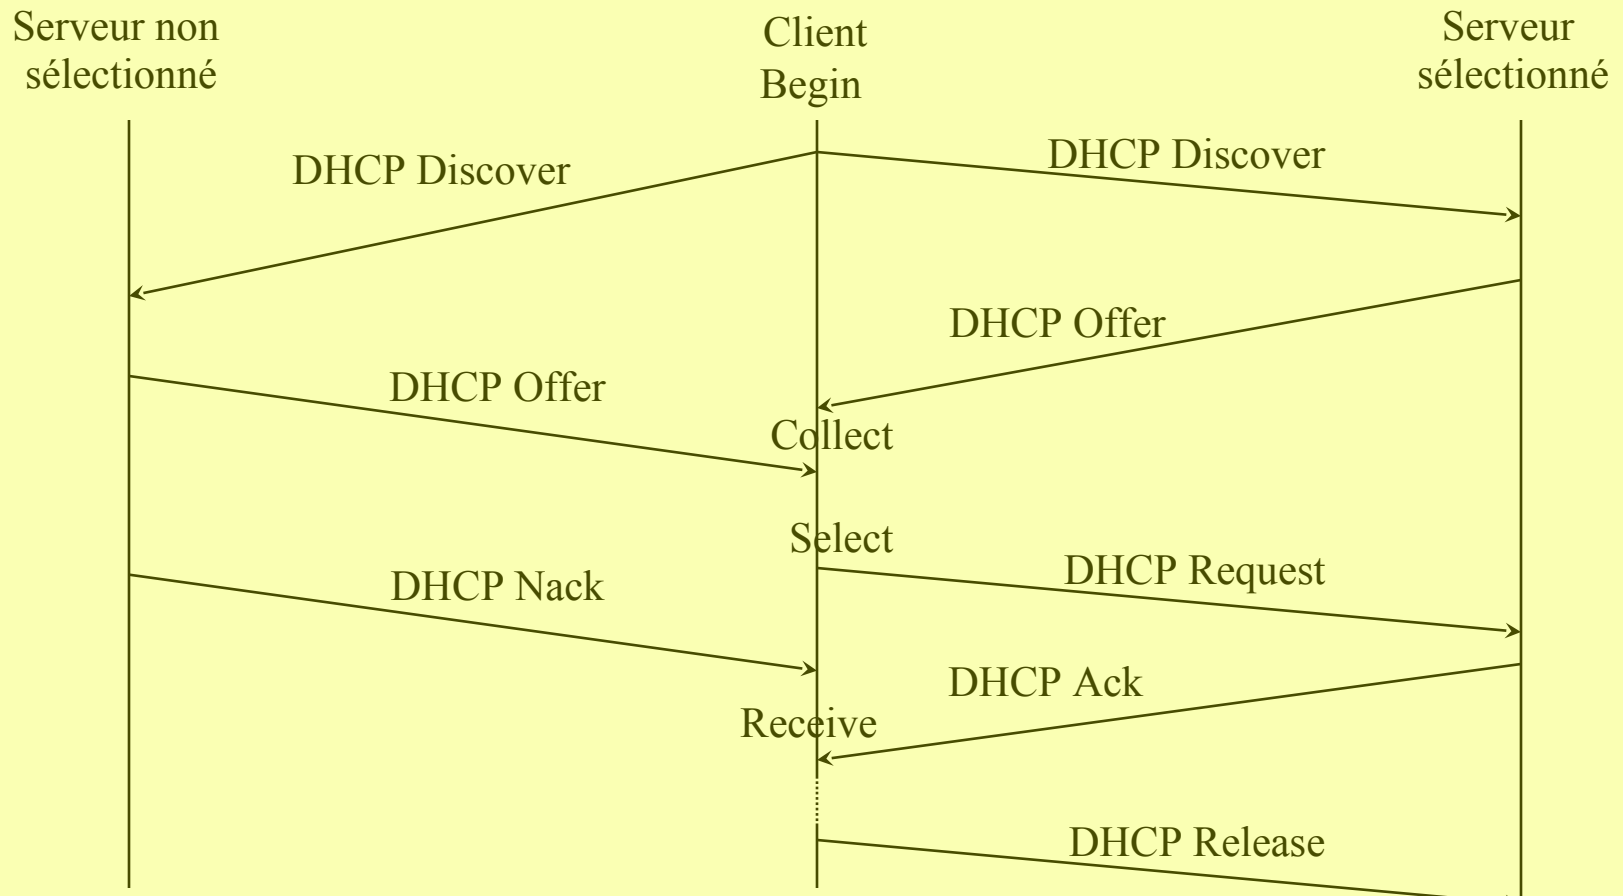 Serveur non
sélectionné
Client
Begin
Serveur
sélectionné
DHCP Discover
DHCP Discover
DHCP Offer
DHCP Offer
Collect
Select
DHCP Request
DHCP Nack
DHCP Ack
Receive
DHCP Release